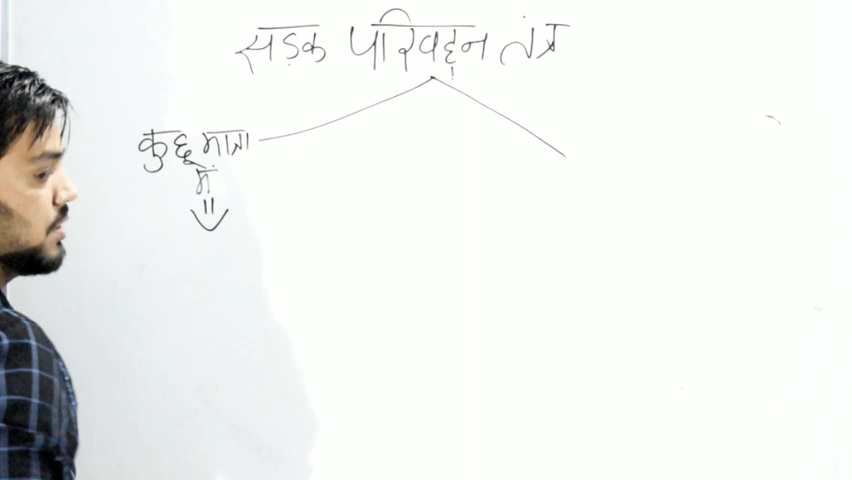 सड़क परिवहन तंत्र
कुछ मात्रा
में